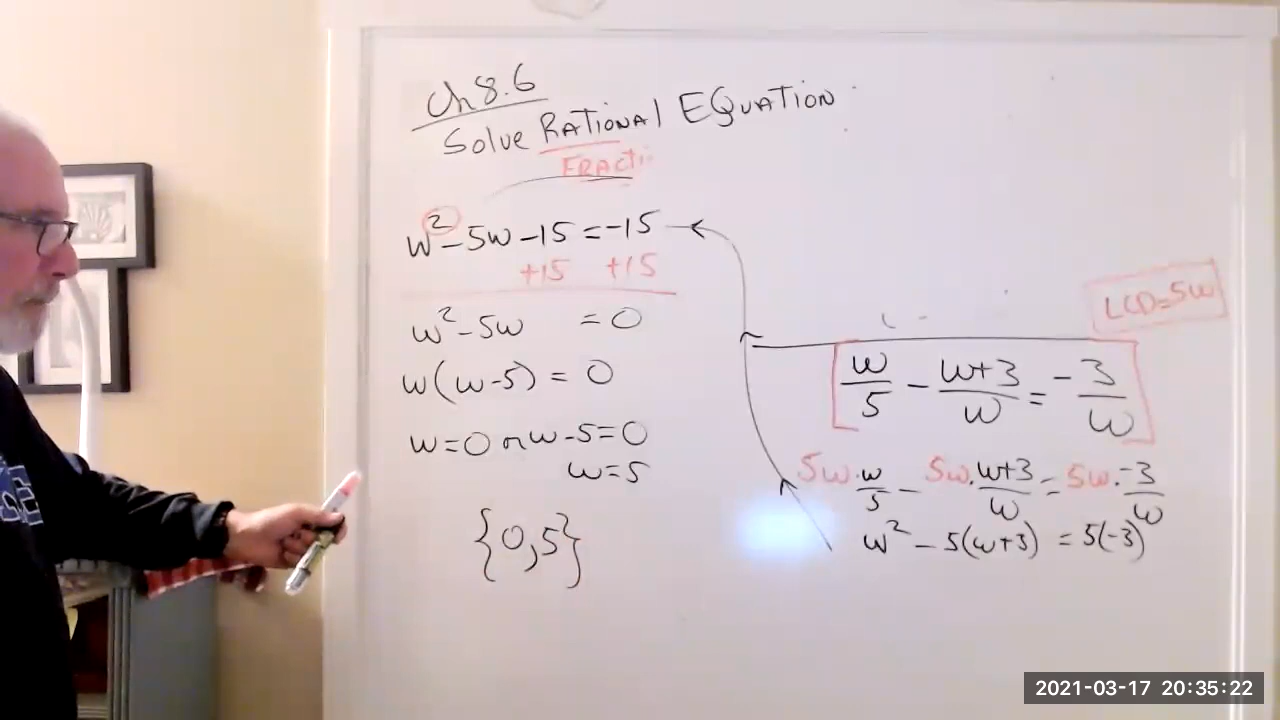 Ch 8.6
Solve Rational EQuation
FRACti
w² - 5w - 15 = -15
+15 +15
w² - 5w = 0
w(w-5) = 0
w=0 or w-5=0
w=5
{0,5}
LCD=5w
[w/5 - (w+3)/w = -3/w]
5w · w/5 - 5w · (w+3)/w = 5w · -3/w
w² - 5(w+3) = 5(-3)
2021-03-17 20:35:22